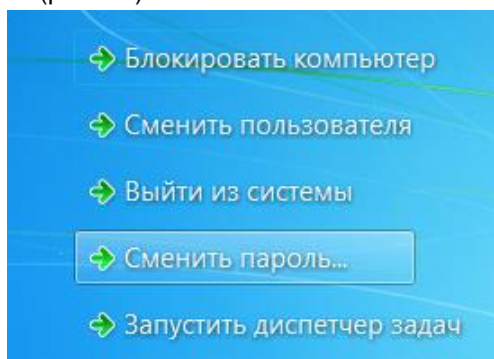 Блокировать компьютер
Сменить пользователя
Выйти из системы
Сменить пароль...
Запустить диспетчер задач